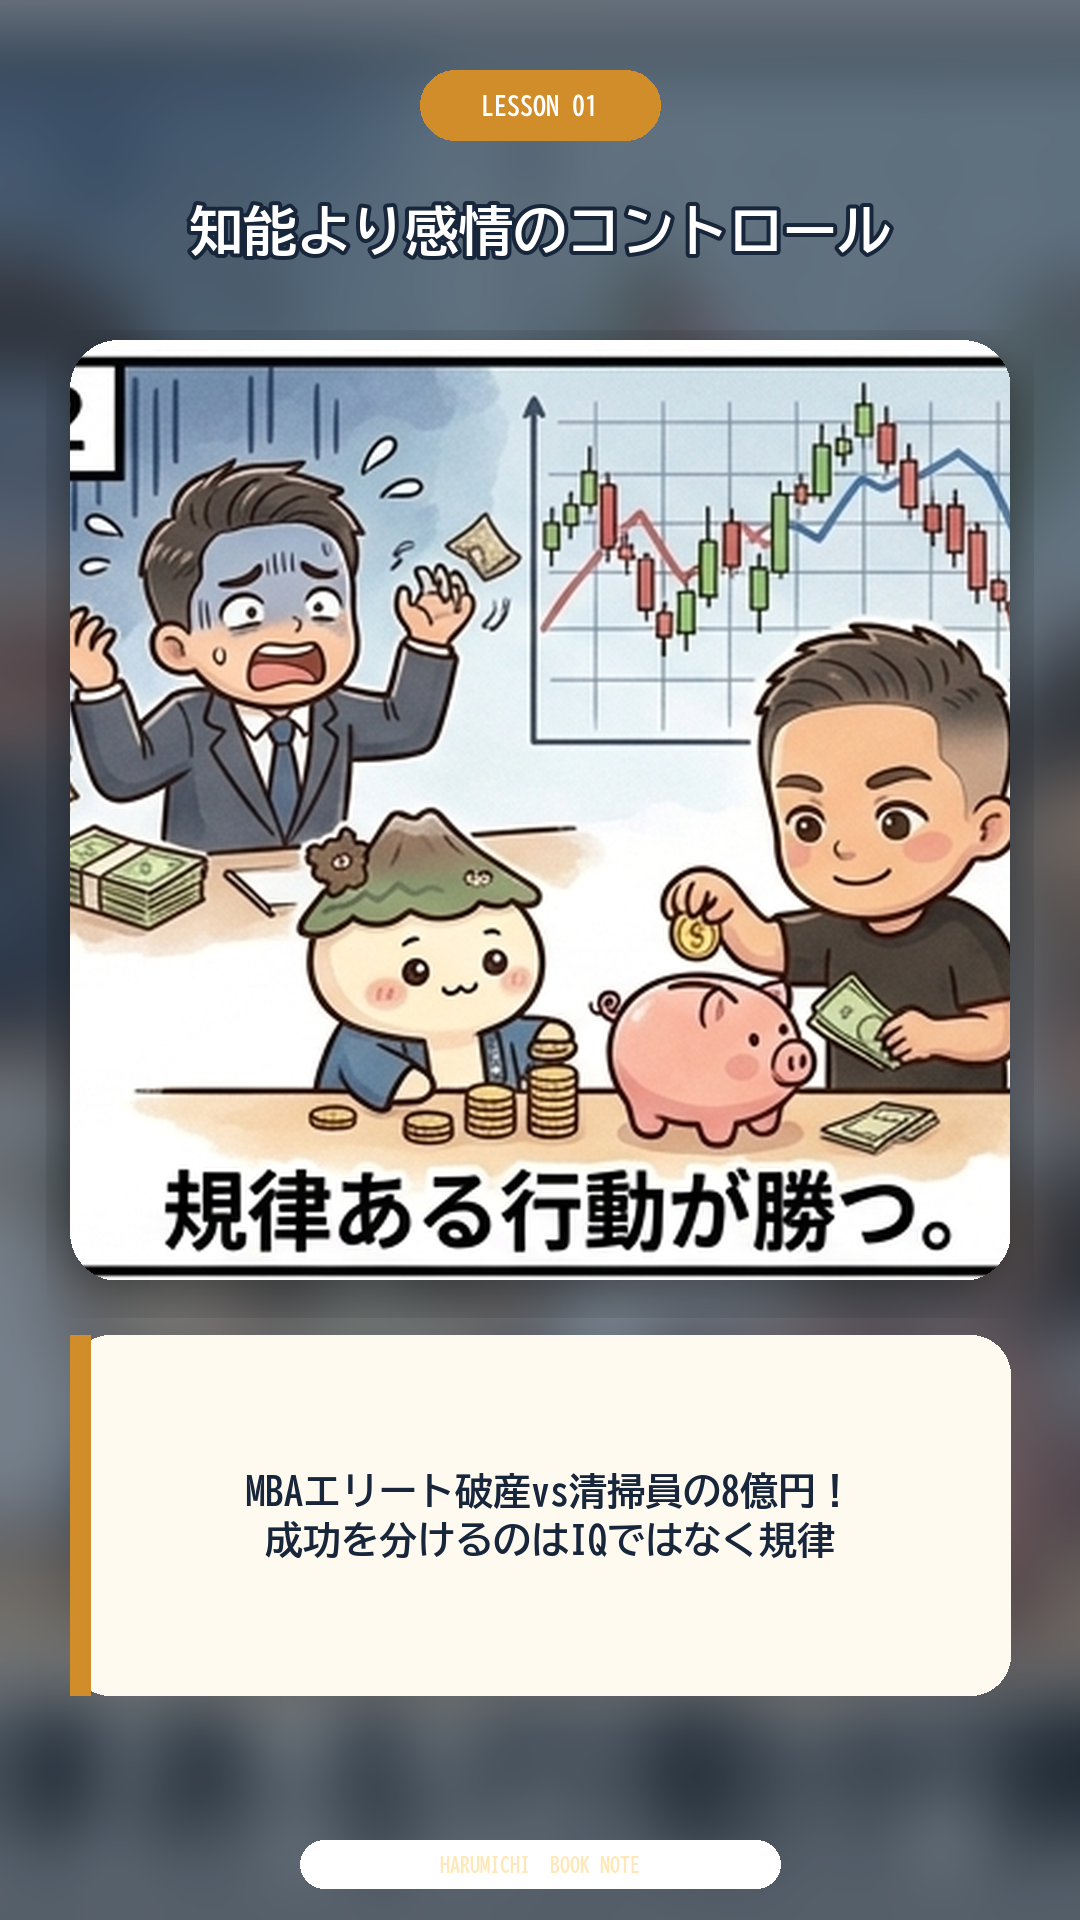 LESSON 01
知能より感情のコントロール
2
規律ある行動が勝つ。
MBAエリート破産vs清掃員の8億円！
成功を分けるのはIQではなく規律
HARUMICHI BOOK NOTE